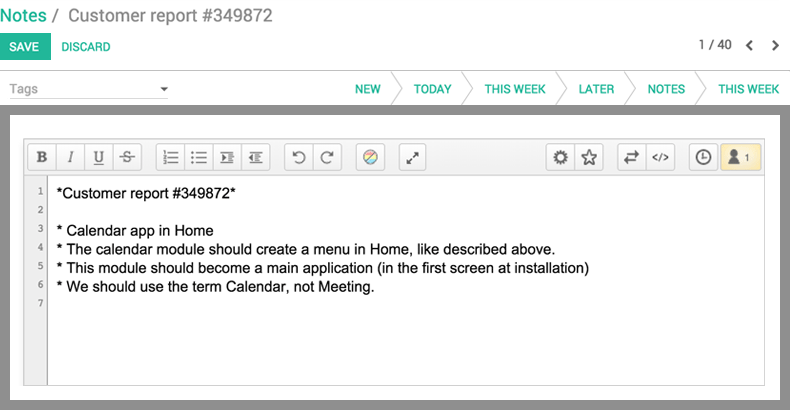 Notes / Customer report #349872
SAVE DISCARD 1 / 40
Tags NEW TODAY THIS WEEK LATER NOTES THIS WEEK
B I U S </> 1
1 *Customer report #349872*
2
3 * Calendar app in Home
4 * The calendar module should create a menu in Home, like described above.
5 * This module should become a main application (in the first screen at installation)
6 * We should use the term Calendar, not Meeting.
7